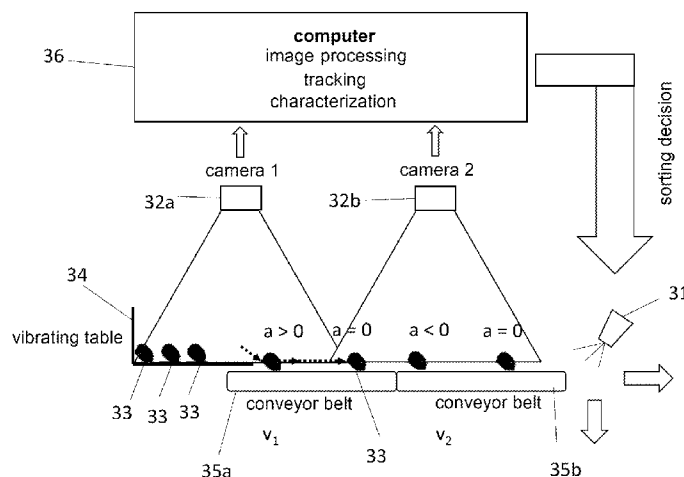 36
computer
image processing
tracking
characterization
sorting decision
camera 1
camera 2
32a
32b
34
31
vibrating table
a > 0
a = 0
a < 0
a = 0
33
33
33
conveyor belt
conveyor belt
33
v1
v2
35a
35b